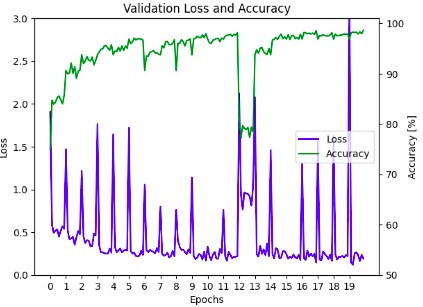 Validation Loss and Accuracy
3.0
2.5
2.0
1.5
1.0
0.5
0.0
Loss
100
90
80
70
60
50
Accuracy [%]
Loss
Accuracy
0 1 2 3 4 5 6 7 8 9 10 11 12 13 14 15 16 17 18 19
Epochs